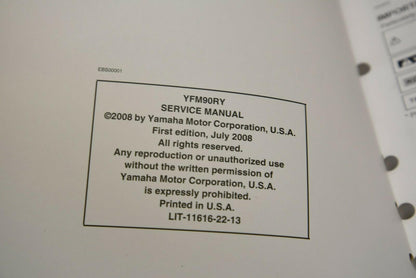 EBS00001
YFM90RY
SERVICE MANUAL
©2008 by Yamaha Motor Corporation, U.S.A.
First edition, July 2008
All rights reserved.
Any reproduction or unauthorized use
without the written permission of
Yamaha Motor Corporation, U.S.A.
is expressly prohibited.
Printed in U.S.A.
LIT-11616-22-13
IMPORT